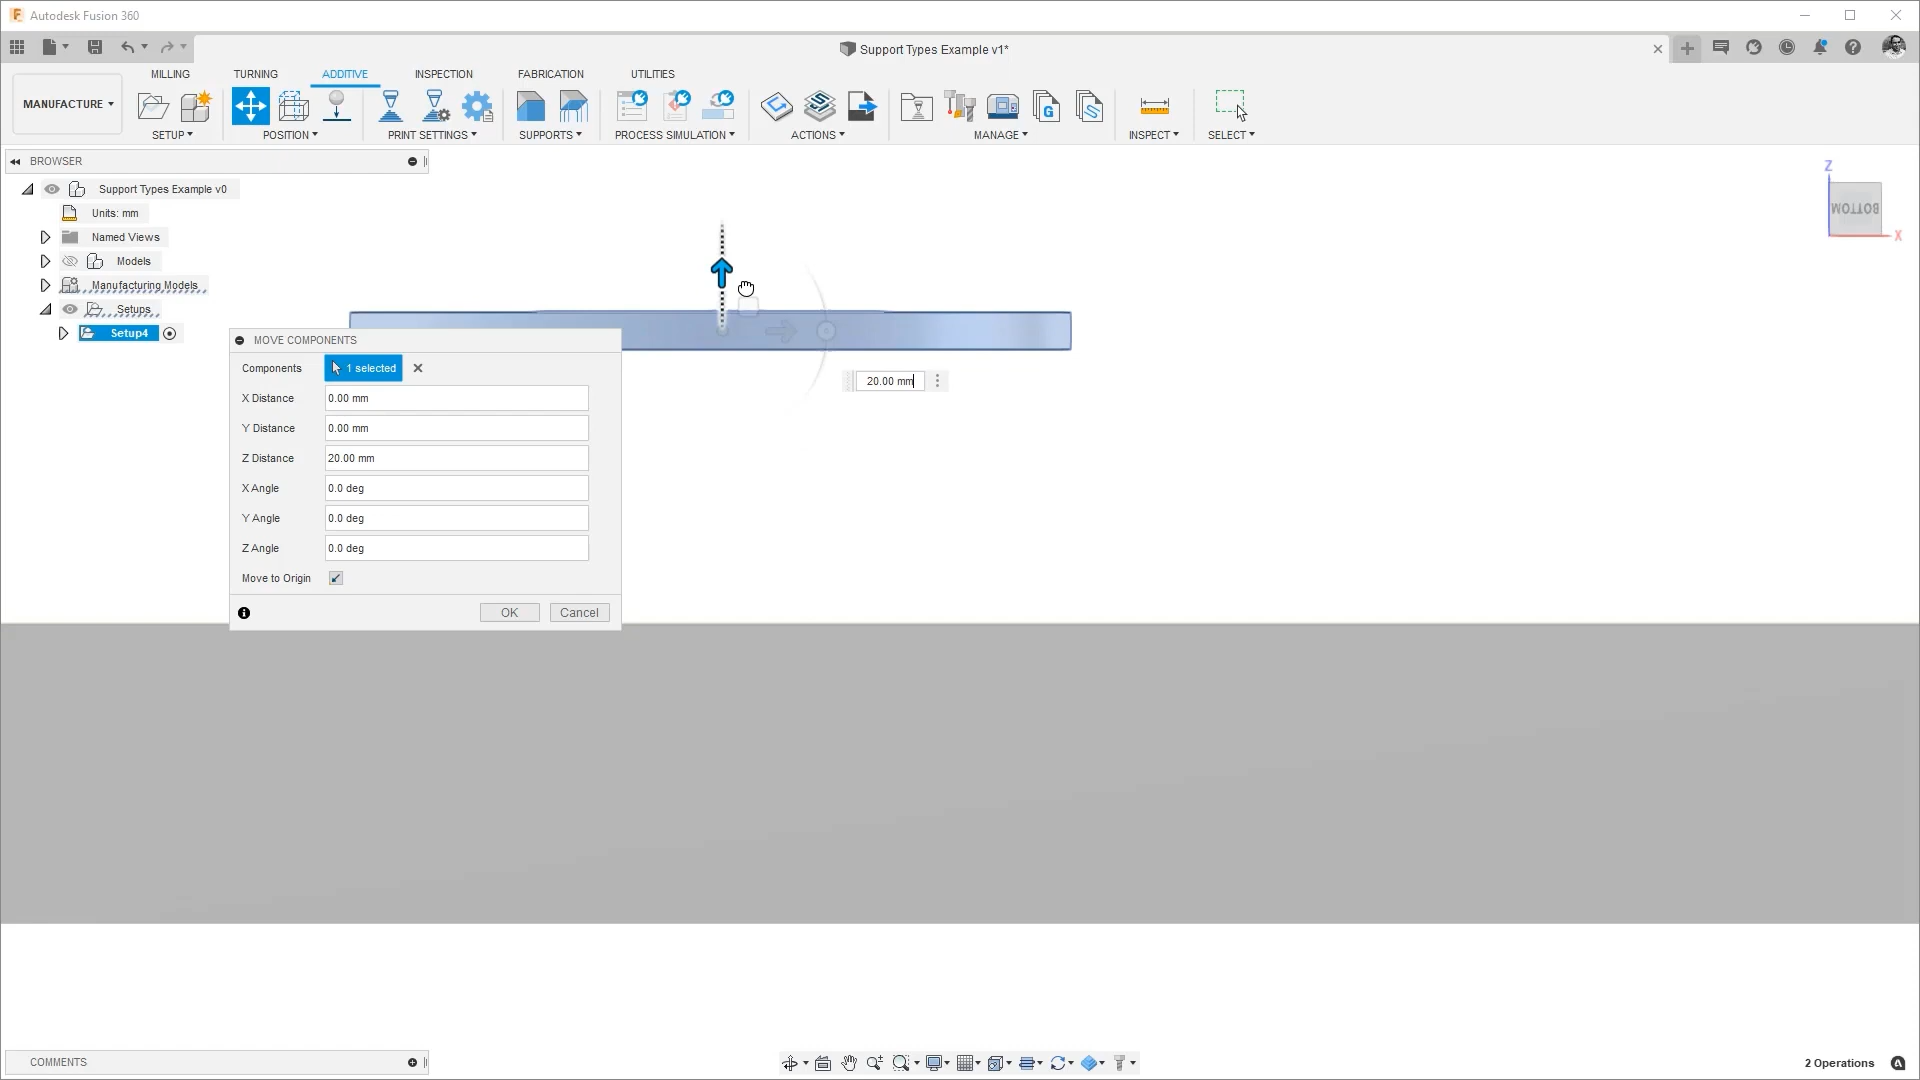 Autodesk Fusion 360
Support Types Example v1*
MILLING TURNING ADDITIVE INSPECTION FABRICATION UTILITIES
MANUFACTURE
SETUP POSITION PRINT SETTINGS SUPPORTS PROCESS SIMULATION ACTIONS MANAGE INSPECT SELECT
G
BROWSER
Support Types Example v0
Units: mm
Named Views
Models
Manufacturing Models
Setups
Setup4
Z
BOTTOM
X
MOVE COMPONENTS
Components 1 selected
X Distance 0.00 mm
Y Distance 0.00 mm
Z Distance 20.00 mm
X Angle 0.0 deg
Y Angle 0.0 deg
Z Angle 0.0 deg
Move to Origin
OK Cancel
20.00 mm
COMMENTS
2 Operations